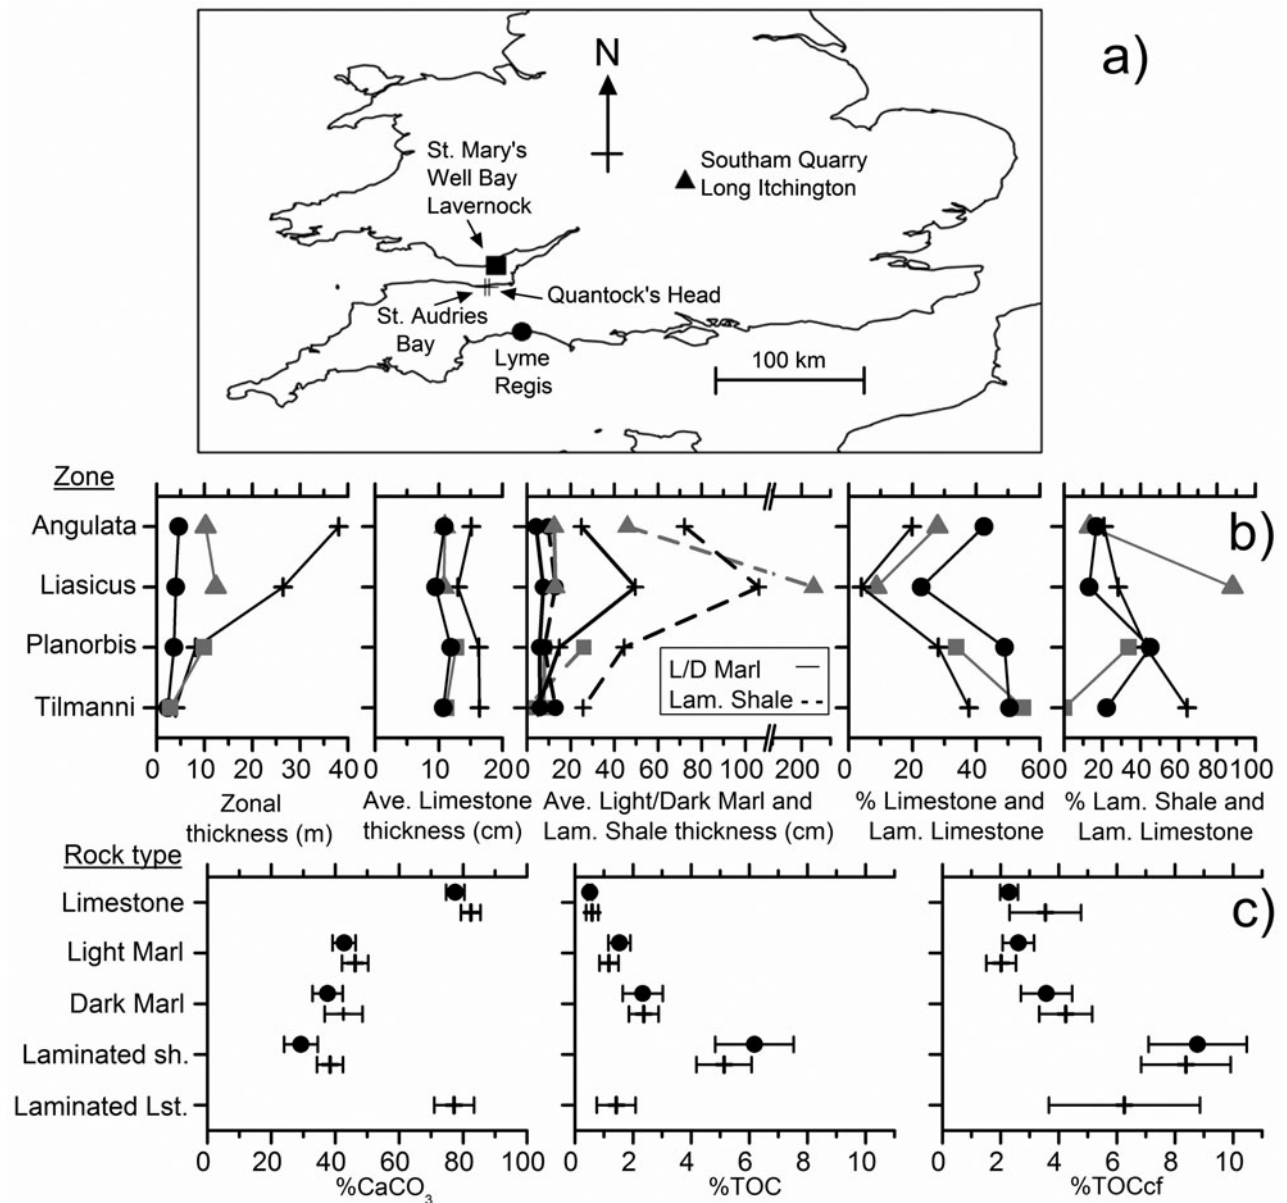 a)
N
St. Mary's
Well Bay
Lavernock
Southam Quarry
Long Itchington
Quantock's Head
St. Audries
Bay
Lyme
Regis
100 km
Zone
b)
Angulata
Liasicus
Planorbis
Tilmanni
L/D Marl
Lam. Shale
0 10 20 30 40
0 10 20
0 20 40 60 80 100 200
0 20 40 60
0 20 40 60 80 100
Zonal
thickness (m)
Ave. Limestone
thickness (cm)
Ave. Light/Dark Marl and
Lam. Shale thickness (cm)
% Limestone and
Lam. Limestone
% Lam. Shale and
Lam. Limestone
Rock type
c)
Limestone
Light Marl
Dark Marl
Laminated sh.
Laminated Lst.
0 20 40 60 80 100
0 2 4 6 8 10
0 2 4 6 8 10
%CaCO₃
%TOC
%TOCcf